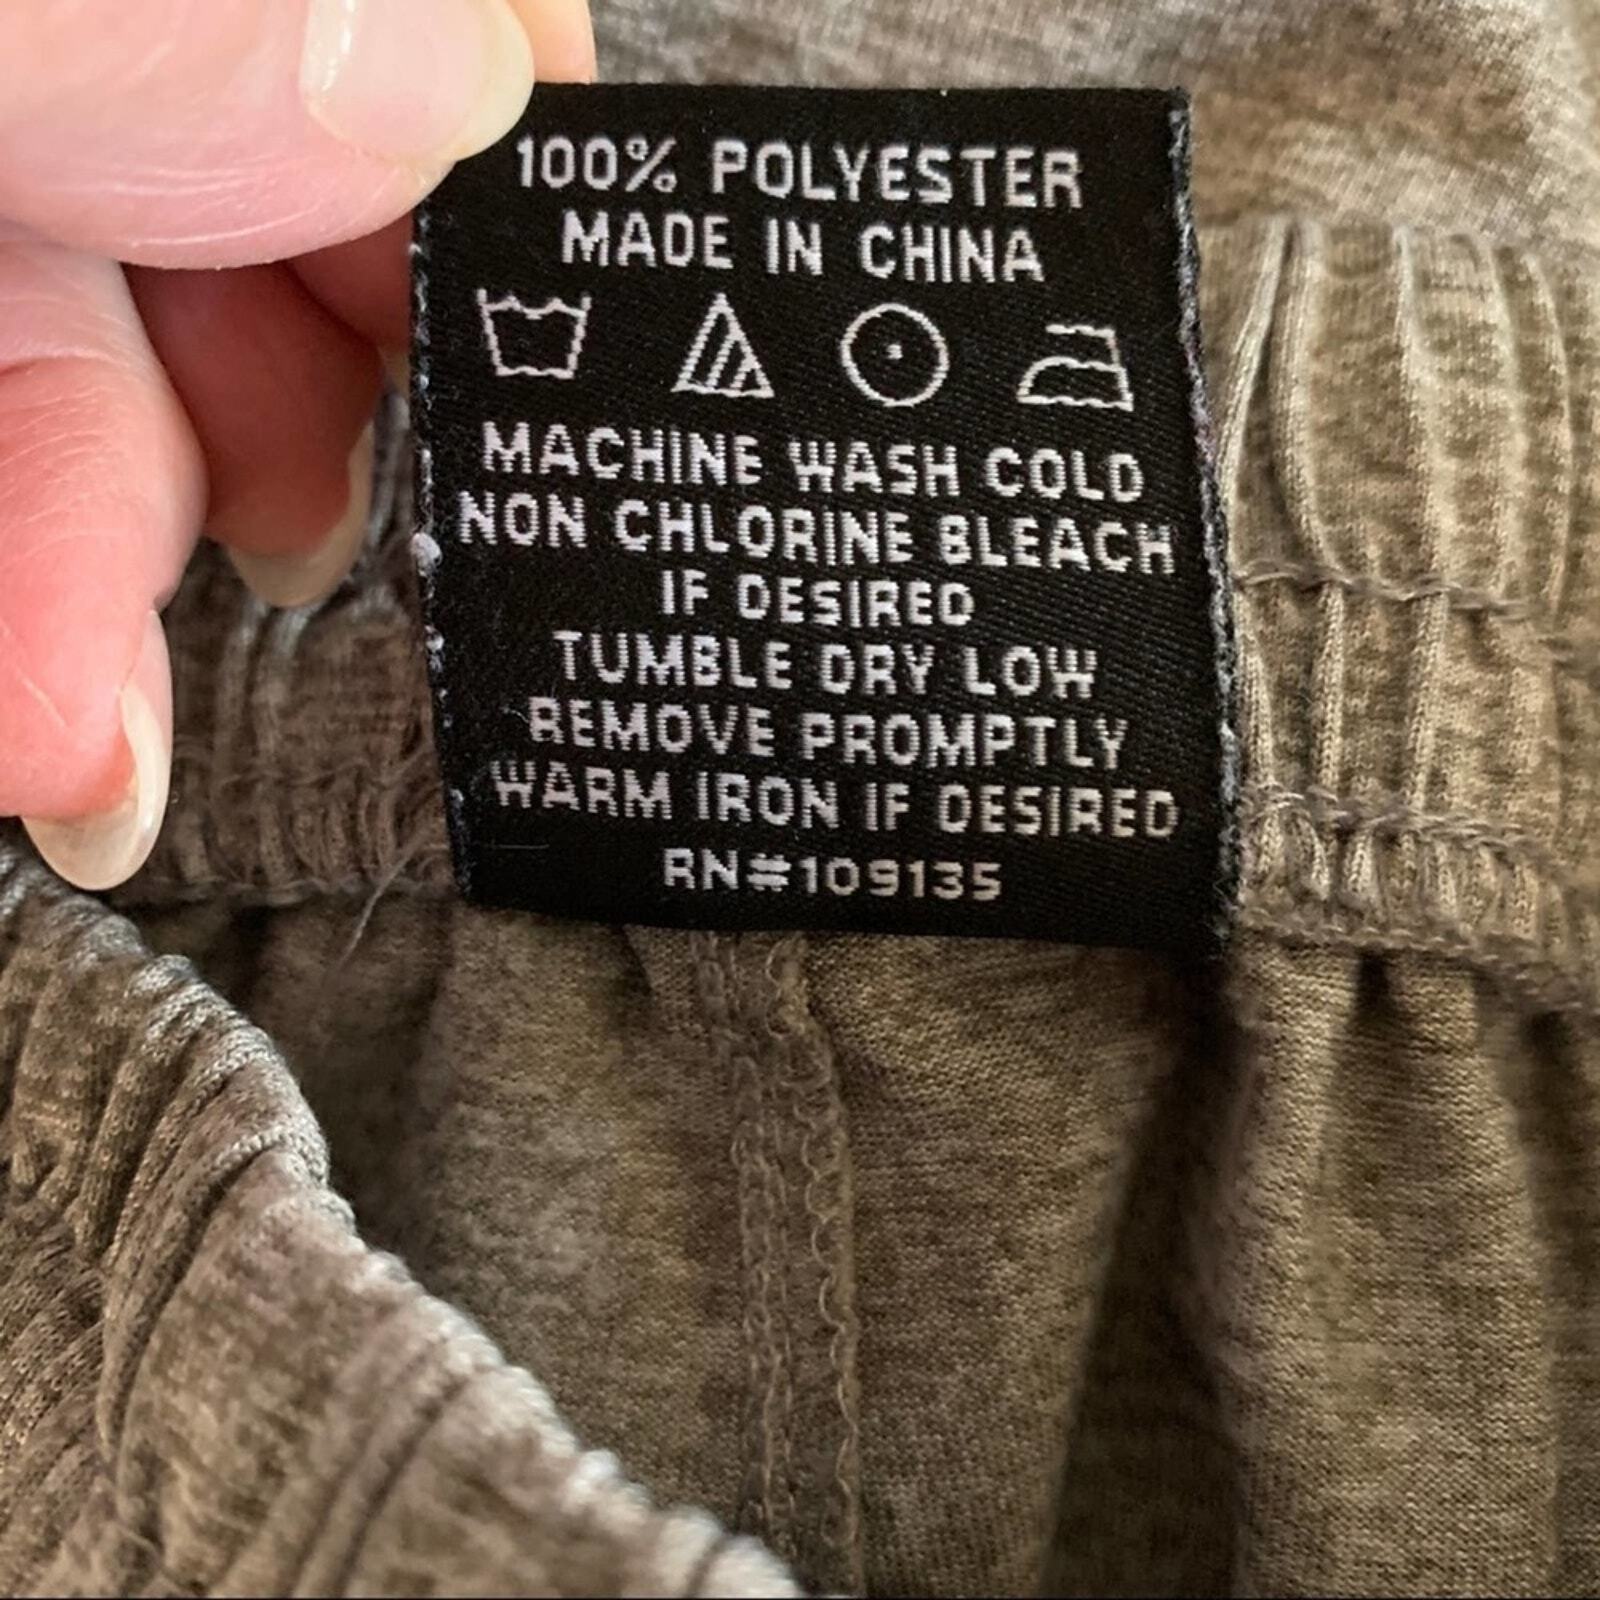 100% POLYESTER
MADE IN CHINA
MACHINE WASH COLD
NON CHLORINE BLEACH
IF DESIRED
TUMBLE DRY LOW
REMOVE PROMPTLY
WARM IRON IF DESIRED
RN#109135